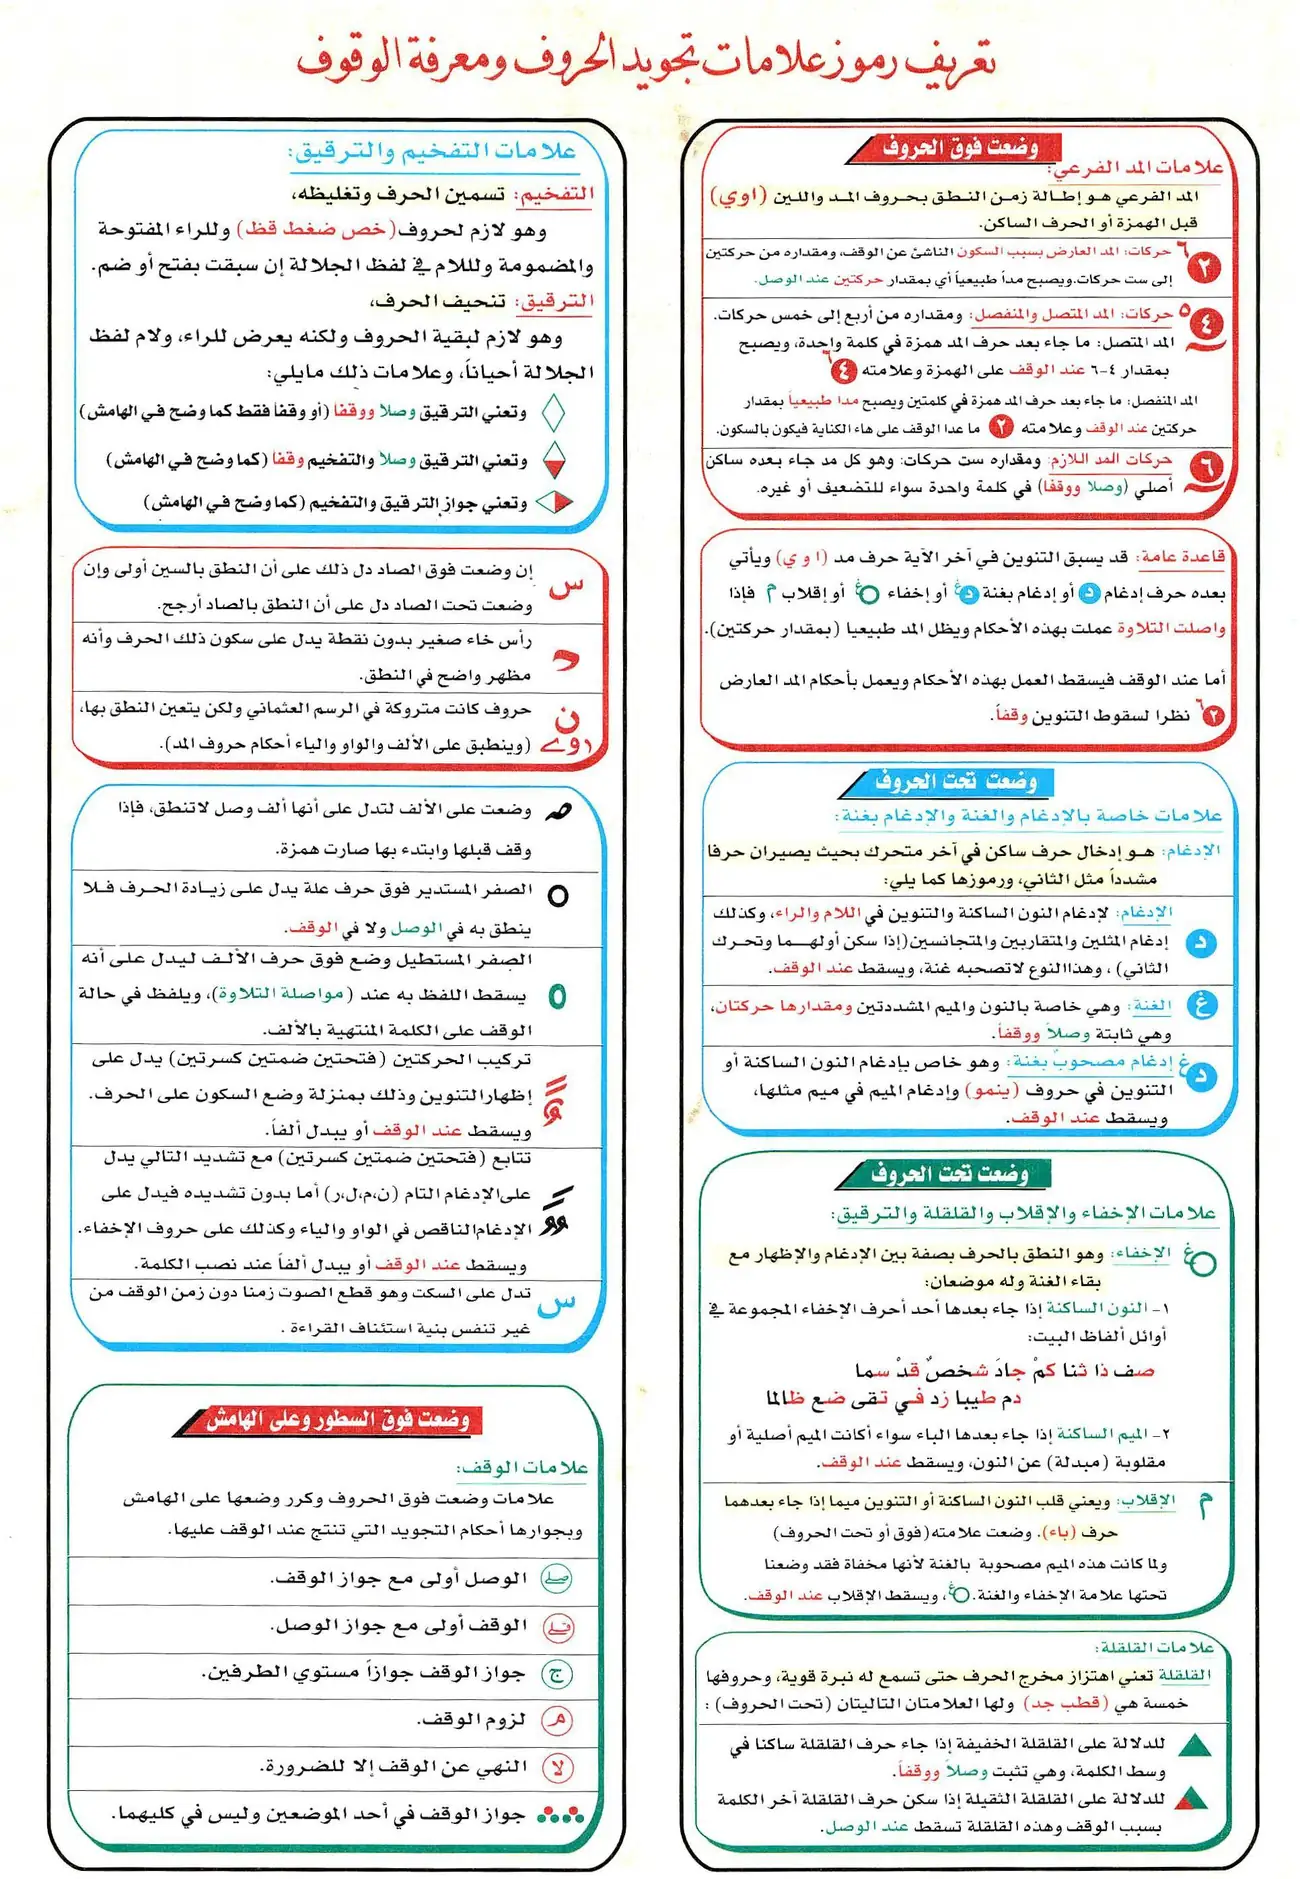 تعريف رموز علامات تجويد الحروف ومعرفة الوقوف
وضعت فوق الحروف
علامات المد الفرعي:
المد الفرعي هو إطالة زمن النطق بحروف المد واللين (اوي)
قبل الهمزة أو الحرف الساكن.
٦ ٢ حركات: المد العارض بسبب السكون الناشئ عن الوقف، ومقداره من حركتين
إلى ست حركات. ويصبح مداً طبيعياً أي بمقدار حركتين عند الوصل.
٥ ٤ حركات: المد المتصل والمنفصل: ومقداره من أربع إلى خمس حركات.
المد المتصل: ما جاء بعد حرف المد همزة في كلمة واحدة، ويصبح
بمقدار ٤-٦ عند الوقف على الهمزة وعلامته ٦ ٤
المد المنفصل: ما جاء بعد حرف المد همزة في كلمتين ويصبح مدا طبيعياً بمقدار
حركتين عند الوقف وعلامته ٢ ما عدا الوقف على هاء الكناية فيكون بالسكون.
٦ حركات المد اللازم: ومقداره ست حركات: وهو كل مد جاء بعده ساكن
أصلي (وصلا ووقفا) في كلمة واحدة سواء للتضعيف أو غيره.
قاعدة عامة: قد يسبق التنوين في آخر الآية حرف مد (ا و ي) ويأتي
بعده حرف إدغام د أو إدغام بغنة دغ أو إخفاء غ أو إقلاب م فإذا
واصلت التلاوة عملت بهذه الأحكام ويظل المد طبيعيا (بمقدار حركتين).
أما عند الوقف فيسقط العمل بهذه الأحكام ويعمل بأحكام المد العارض
٦ ٢ نظرا لسقوط التنوين وقفاً.
وضعت تحت الحروف
علامات خاصة بالإدغام والغنة والإدغام بغنة:
الإدغام: هو إدخال حرف ساكن في آخر متحرك بحيث يصيران حرفا
مشدداً مثل الثاني، ورموزها كما يلي:
د الإدغام: لإدغام النون الساكنة والتنوين في اللام والراء، وكذلك
إدغام المثلين والمتقاربين والمتجانسين (إذا سكن أولهما وتحرك
الثاني)، وهذا النوع لاتصحبه غنة، ويسقط عند الوقف.
غ الغنة: وهي خاصة بالنون والميم المشددتين ومقدارها حركتان،
وهي ثابتة وصلاً ووقفاً.
دغ إدغام مصحوب بغنة: وهو خاص بإدغام النون الساكنة أو
التنوين في حروف (ينمو) وإدغام الميم في ميم مثلها،
ويسقط عند الوقف.
وضعت تحت الحروف
علامات الإخفاء والإقلاب والقلقلة والترقيق:
غ الإخفاء: وهو النطق بالحرف بصفة بين الإدغام والإظهار مع
بقاء الغنة وله موضعان:
١- النون الساكنة إذا جاء بعدها أحد أحرف الإخفاء المجموعة في
أوائل ألفاظ البيت:
صف ذا ثنا كمْ جادَ شخصٌ قدْ سما
دم طيبا زد في تقى ضع ظالما
٢- الميم الساكنة إذا جاء بعدها الباء سواء أكانت الميم أصلية أو
مقلوبة (مبدلة) عن النون، ويسقط عند الوقف.
م الإقلاب: ويعني قلب النون الساكنة أو التنوين ميما إذا جاء بعدهما
حرف (باء). وضعت علامته (فوق أو تحت الحروف)
ولما كانت هذه الميم مصحوبة بالغنة لأنها مخفاة فقد وضعنا
تحتها علامة الإخفاء والغنة. غ، ويسقط الإقلاب عند الوقف.
علامات القلقلة:
القلقلة تعني اهتزاز مخرج الحرف حتى تسمع له نبرة قوية، وحروفها
خمسة هي (قطب جد) ولها العلامتان التاليتان (تحت الحروف):
للدلالة على القلقلة الخفيفة إذا جاء حرف القلقلة ساكنا في
وسط الكلمة، وهي تثبت وصلاً ووقفاً.
للدلالة على القلقلة الثقيلة إذا سكن حرف القلقلة أخر الكلمة
بسبب الوقف وهذه القلقلة تسقط عند الوصل.
علامات التفخيم والترقيق:
التفخيم: تسمين الحرف وتغليظه،
وهو لازم لحروف (خص ضغط قظ) وللراء المفتوحة
والمضمومة ولللام في لفظ الجلالة إن سبقت بفتح أو ضم.
الترقيق: تنحيف الحرف،
وهو لازم لبقية الحروف ولكنه يعرض للراء، ولام لفظ
الجلالة أحياناً، وعلامات ذلك مايلي:
وتعني الترقيق وصلا ووقفا (أو وقفا فقط كما وضح في الهامش)
وتعني الترقيق وصلا والتفخيم وقفا (كما وضح في الهامش)
وتعني جواز الترقيق والتفخيم (كما وضح في الهامش)
س إن وضعت فوق الصاد دل ذلك على أن النطق بالسين أولى وإن
وضعت تحت الصاد دل على أن النطق بالصاد أرجح.
رأس خاء صغير بدون نقطة يدل على سكون ذلك الحرف وأنه
مظهر واضح في النطق.
ن حروف كانت متروكة في الرسم العثماني ولكن يتعين النطق بها،
اوے (وينطبق على الألف والواو والياء أحكام حروف المد).
صـ وضعت على الألف لتدل على أنها ألف وصل لاتنطق، فإذا
وقف قبلها وابتدء بها صارت همزة.
الصفر المستدير فوق حرف علة يدل على زيادة الحرف فلا
ينطق به في الوصل ولا في الوقف.
الصفر المستطيل وضع فوق حرف الألف ليدل على أنه
يسقط اللفظ به عند (مواصلة التلاوة)، ويلفظ في حالة
الوقف على الكلمة المنتهية بالألف.
تركيب الحركتين (فتحتين ضمتين كسرتين) يدل على
إظهار التنوين وذلك بمنزلة وضع السكون على الحرف.
ويسقط عند الوقف أو يبدل ألفاً.
تتابع (فتحتين ضمتين كسرتين) مع تشديد التالي يدل
على الإدغام التام (ن،م،ل،ر) أما بدون تشديده فيدل على
الإدغام الناقص في الواو والياء وكذلك على حروف الإخفاء.
ويسقط عند الوقف أو يبدل ألفاً عند نصب الكلمة.
س تدل على السكت وهو قطع الصوت زمنا دون زمن الوقف من
غير تنفس بنية استئناف القراءة.
وضعت فوق السطور وعلى الهامش
علامات الوقف:
علامات وضعت فوق الحروف وكرر وضعها على الهامش
وبجوارها أحكام التجويد التي تنتج عند الوقف عليها.
صلے الوصل أولى مع جواز الوقف.
قلے الوقف أولى مع جواز الوصل.
ج جواز الوقف جوازاً مستوي الطرفين.
م لزوم الوقف.
لا النهي عن الوقف إلا للضرورة.
جواز الوقف في أحد الموضعين وليس في كليهما.